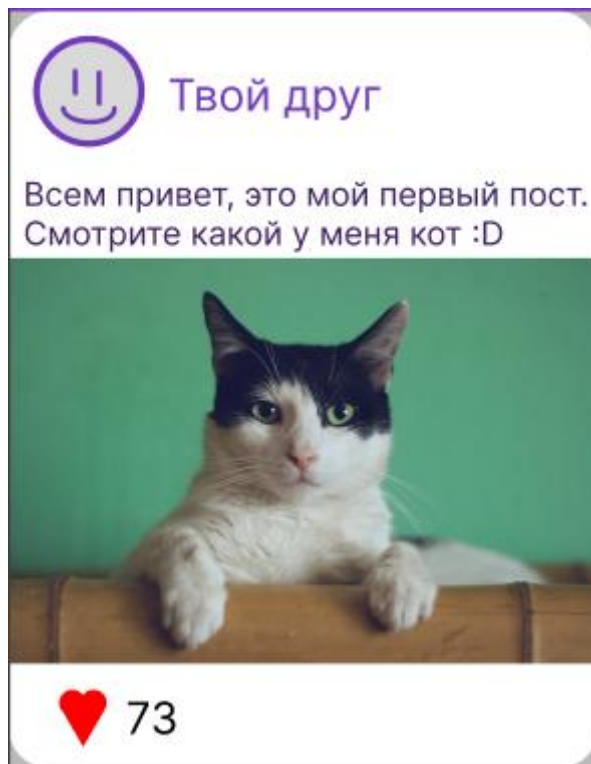 Твой друг
Всем привет, это мой первый пост.
Смотрите какой у меня кот :D
73